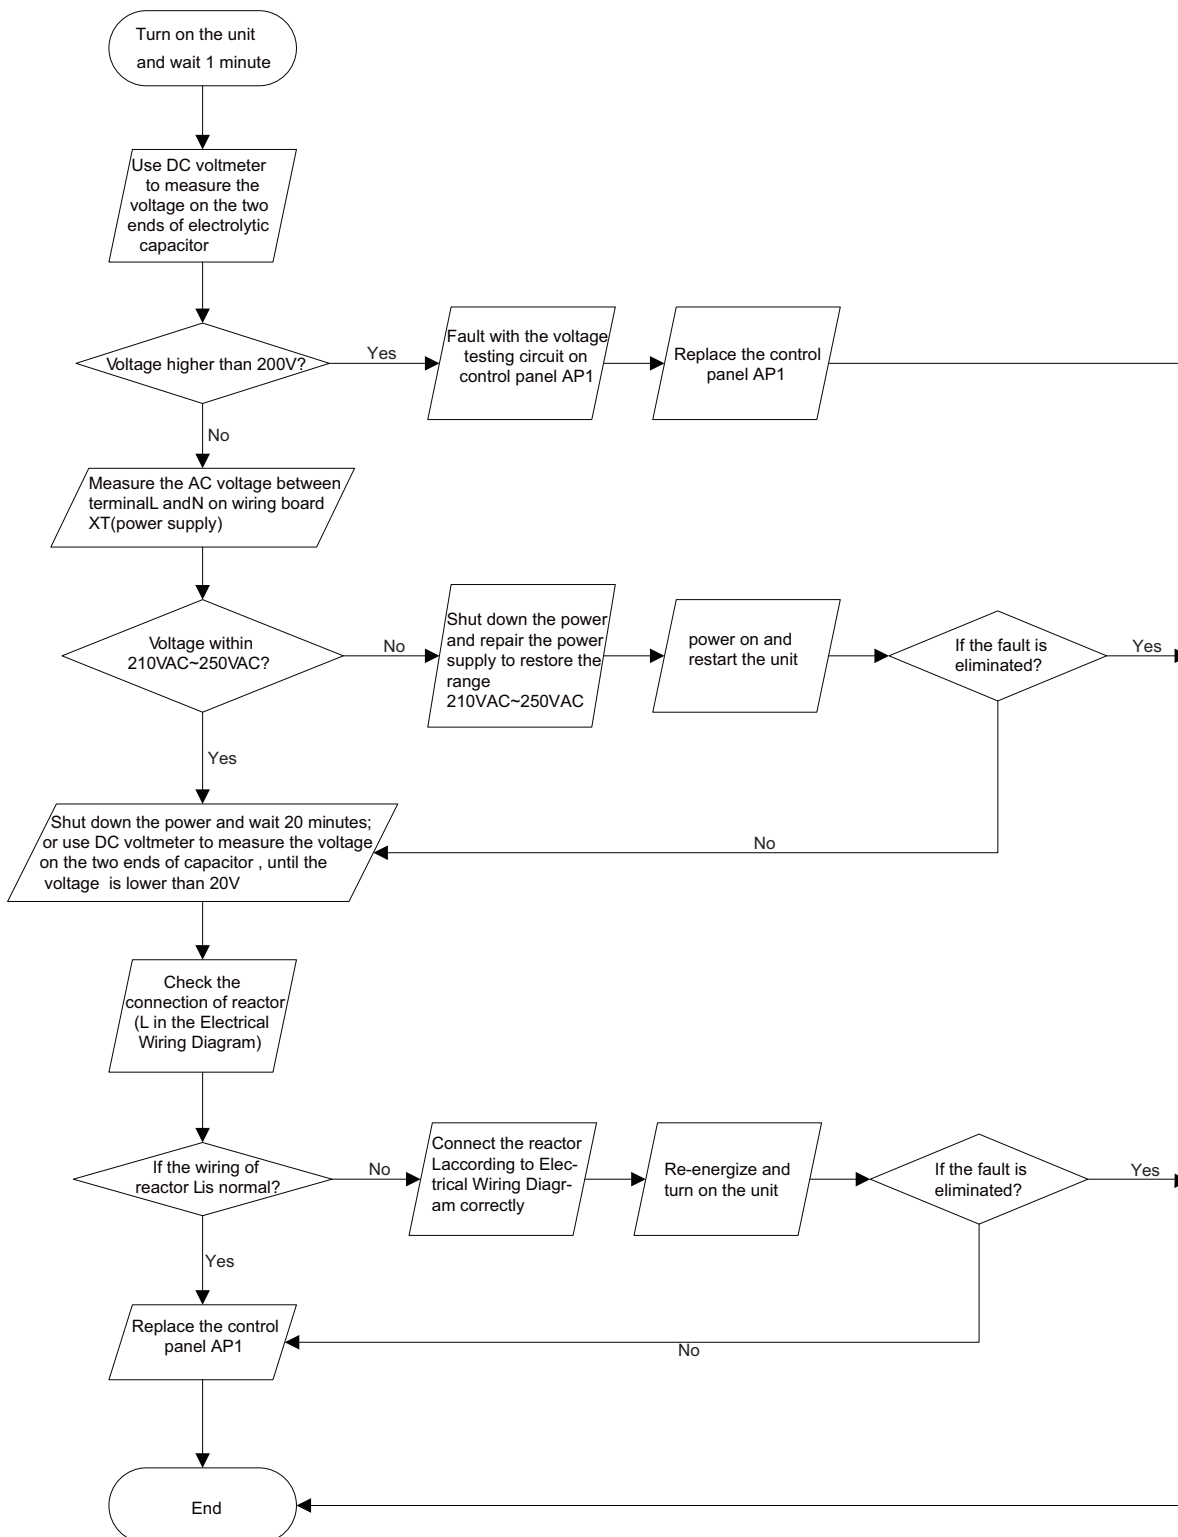 Turn on the unit
and wait 1 minute
Use DC voltmeter
to measure the
voltage on the two
ends of electrolytic
capacitor
Voltage higher than 200V?
Yes
Fault with the voltage
testing circuit on
control panel AP1
Replace the control
panel AP1
No
Measure the AC voltage between
terminalL andN on wiring board
XT(power supply)
Voltage within
210VAC~250VAC?
No
Shut down the power
and repair the power
supply to restore the
range
210VAC~250VAC
power on and
restart the unit
If the fault is
eliminated?
Yes
Yes
No
Shut down the power and wait 20 minutes;
or use DC voltmeter to measure the voltage
on the two ends of capacitor , until the
voltage  is lower than 20V
Check the
connection of reactor
(L in the Electrical
Wiring Diagram)
If the wiring of
reactor Lis normal?
No
Connect the reactor
Laccording to Elec-
trical Wiring Diagr-
am correctly
Re-energize and
turn on the unit
If the fault is
eliminated?
Yes
Yes
No
Replace the control
panel AP1
End